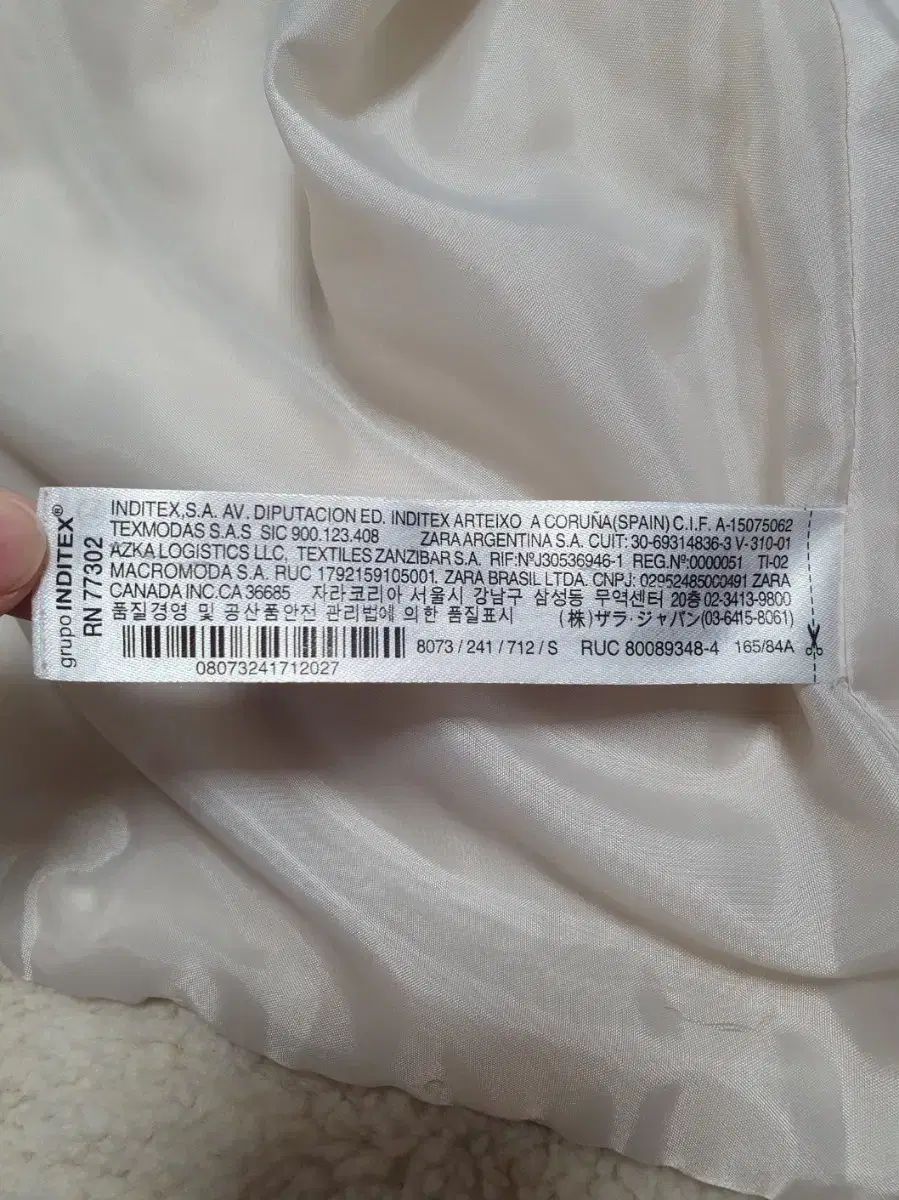 grupo INDITEX®
RN 77302
INDITEX,S.A. AV. DIPUTACION ED. INDITEX ARTEIXO A CORUÑA(SPAIN) C.I.F. A-15075062
TEXMODAS S.A.S SIC 900.123.408 ZARA ARGENTINA S.A. CUIT: 30-69314836-3 V-310-01
AZKA LOGISTICS LLC, TEXTILES ZANZIBAR S.A. RIF:Nº J30536946-1 REG.Nº:0000051 TI-02
MACROMODA S.A. RUC 1792159105001, ZARA BRASIL LTDA. CNPJ: 02952485000491 ZARA
CANADA INC.CA 36685 자라코리아 서울시 강남구 삼성동 무역센터 20층 02-3413-9800
품질경영 및 공산품안전 관리법에 의한 품질표시 (株)ザラ・ジャパン(03-6415-8061)
8073 / 241 / 712 / S RUC 80089348-4 165/84A
08073241712027